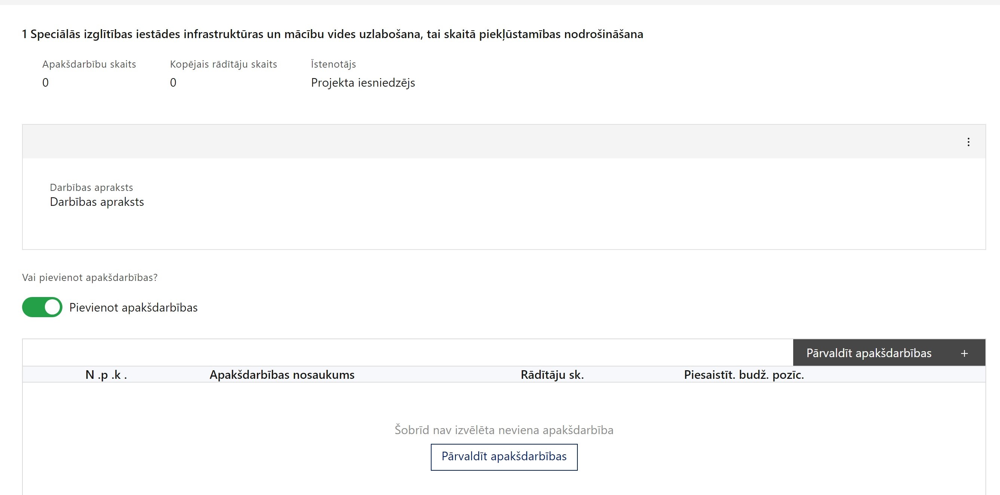 1 Speciālās izglītības iestādes infrastruktūras un mācību vides uzlabošana, tai skaitā piekļūstamības nodrošināšana
Apakšdarbību skaits Kopējais rādītāju skaits Īstenotājs
0 0 Projekta iesniedzējs
Darbības apraksts
Darbības apraksts
Vai pievienot apakšdarbības?
Pievienot apakšdarbības
Pārvaldīt apakšdarbības +
N .p .k . Apakšdarbības nosaukums Rādītāju sk. Piesaistīt. budž. pozīc.
Šobrīd nav izvēlēta neviena apakšdarbība
Pārvaldīt apakšdarbības